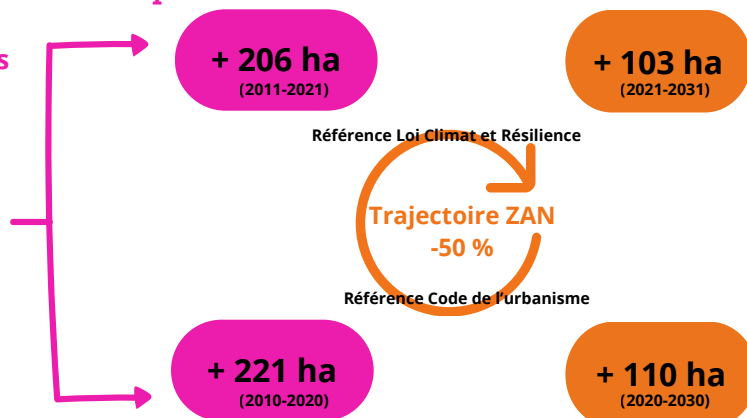 + 206 ha
(2011-2021)
+ 103 ha
(2021-2031)
Référence Loi Climat et Résilience
Trajectoire ZAN
-50 %
Référence Code de l'urbanisme
+ 221 ha
(2010-2020)
+ 110 ha
(2020-2030)